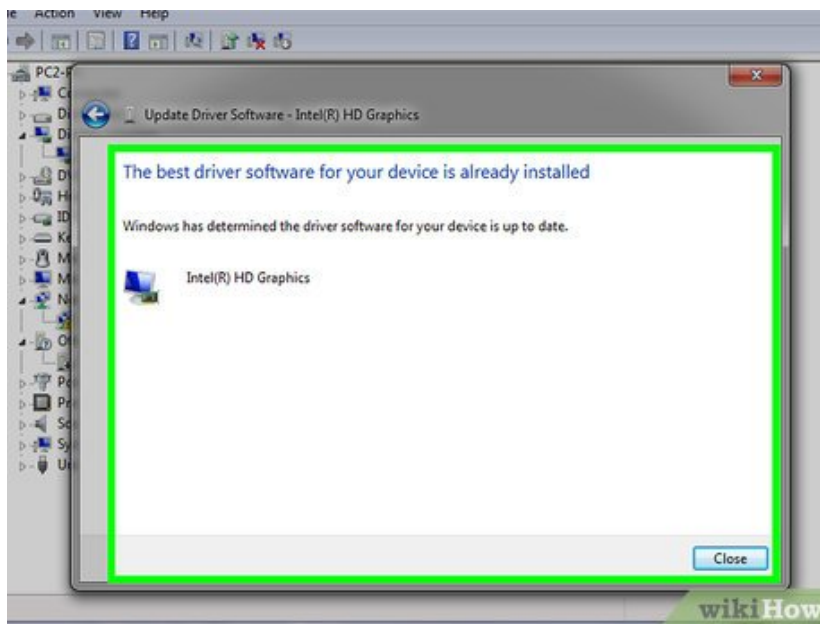 Action View Help
PC2-
Update Driver Software - Intel(R) HD Graphics
The best driver software for your device is already installed
Windows has determined the driver software for your device is up to date.
Intel(R) HD Graphics
Close
wikiHow